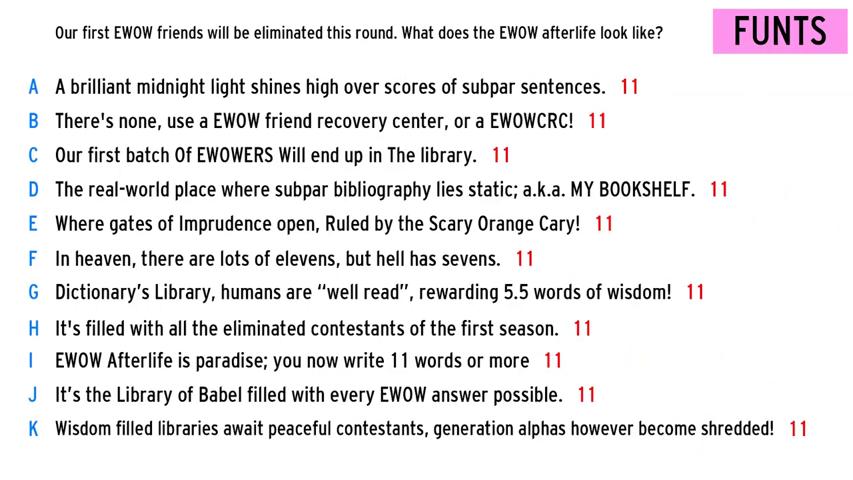 Our first EWOW friends will be eliminated this round. What does the EWOW afterlife look like?
FUNTS
A A brilliant midnight light shines high over scores of subpar sentences. 11
B There's none, use a EWOW friend recovery center, or a EWOWCRC! 11
C Our first batch Of EWOWERS Will end up in The library. 11
D The real-world place where subpar bibliography lies static; a.k.a. MY BOOKSHELF. 11
E Where gates of Imprudence open, Ruled by the Scary Orange Cary! 11
F In heaven, there are lots of elevens, but hell has sevens. 11
G Dictionary’s Library, humans are “well read”, rewarding 5.5 words of wisdom! 11
H It's filled with all the eliminated contestants of the first season. 11
I EWOW Afterlife is paradise; you now write 11 words or more 11
J It’s the Library of Babel filled with every EWOW answer possible. 11
K Wisdom filled libraries await peaceful contestants, generation alphas however become shredded! 11